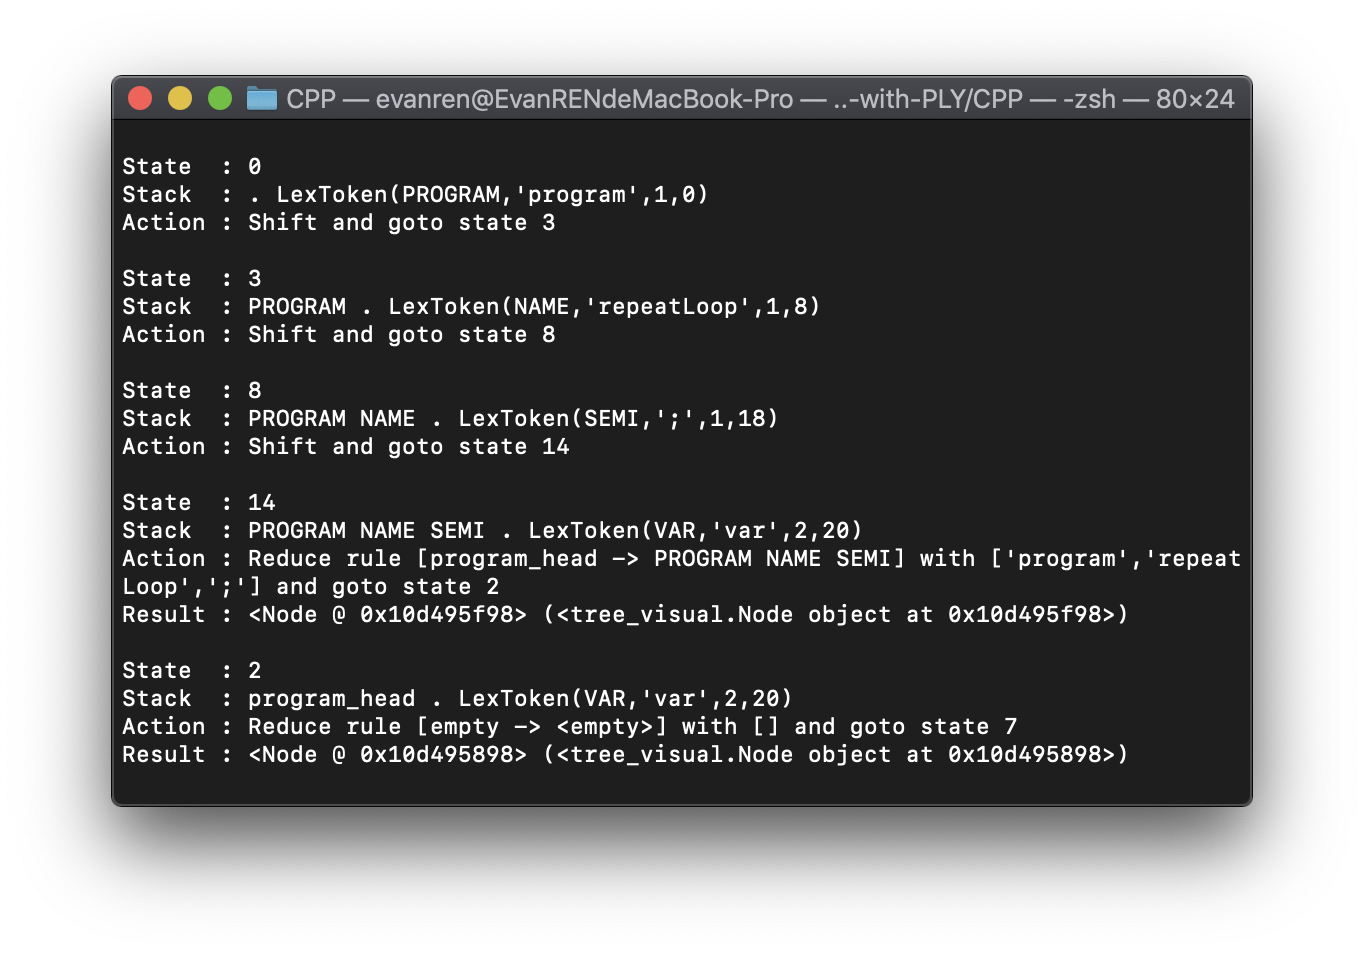 CPP — evanren@EvanRENdeMacBook-Pro — ..-with-PLY/CPP — -zsh — 80×24
State  : 0
Stack  : . LexToken(PROGRAM,'program',1,0)
Action : Shift and goto state 3
State  : 3
Stack  : PROGRAM . LexToken(NAME,'repeatLoop',1,8)
Action : Shift and goto state 8
State  : 8
Stack  : PROGRAM NAME . LexToken(SEMI,';',1,18)
Action : Shift and goto state 14
State  : 14
Stack  : PROGRAM NAME SEMI . LexToken(VAR,'var',2,20)
Action : Reduce rule [program_head -> PROGRAM NAME SEMI] with ['program','repeat
Loop',';'] and goto state 2
Result : <Node @ 0x10d495f98> (<tree_visual.Node object at 0x10d495f98>)
State  : 2
Stack  : program_head . LexToken(VAR,'var',2,20)
Action : Reduce rule [empty -> <empty>] with [] and goto state 7
Result : <Node @ 0x10d495898> (<tree_visual.Node object at 0x10d495898>)